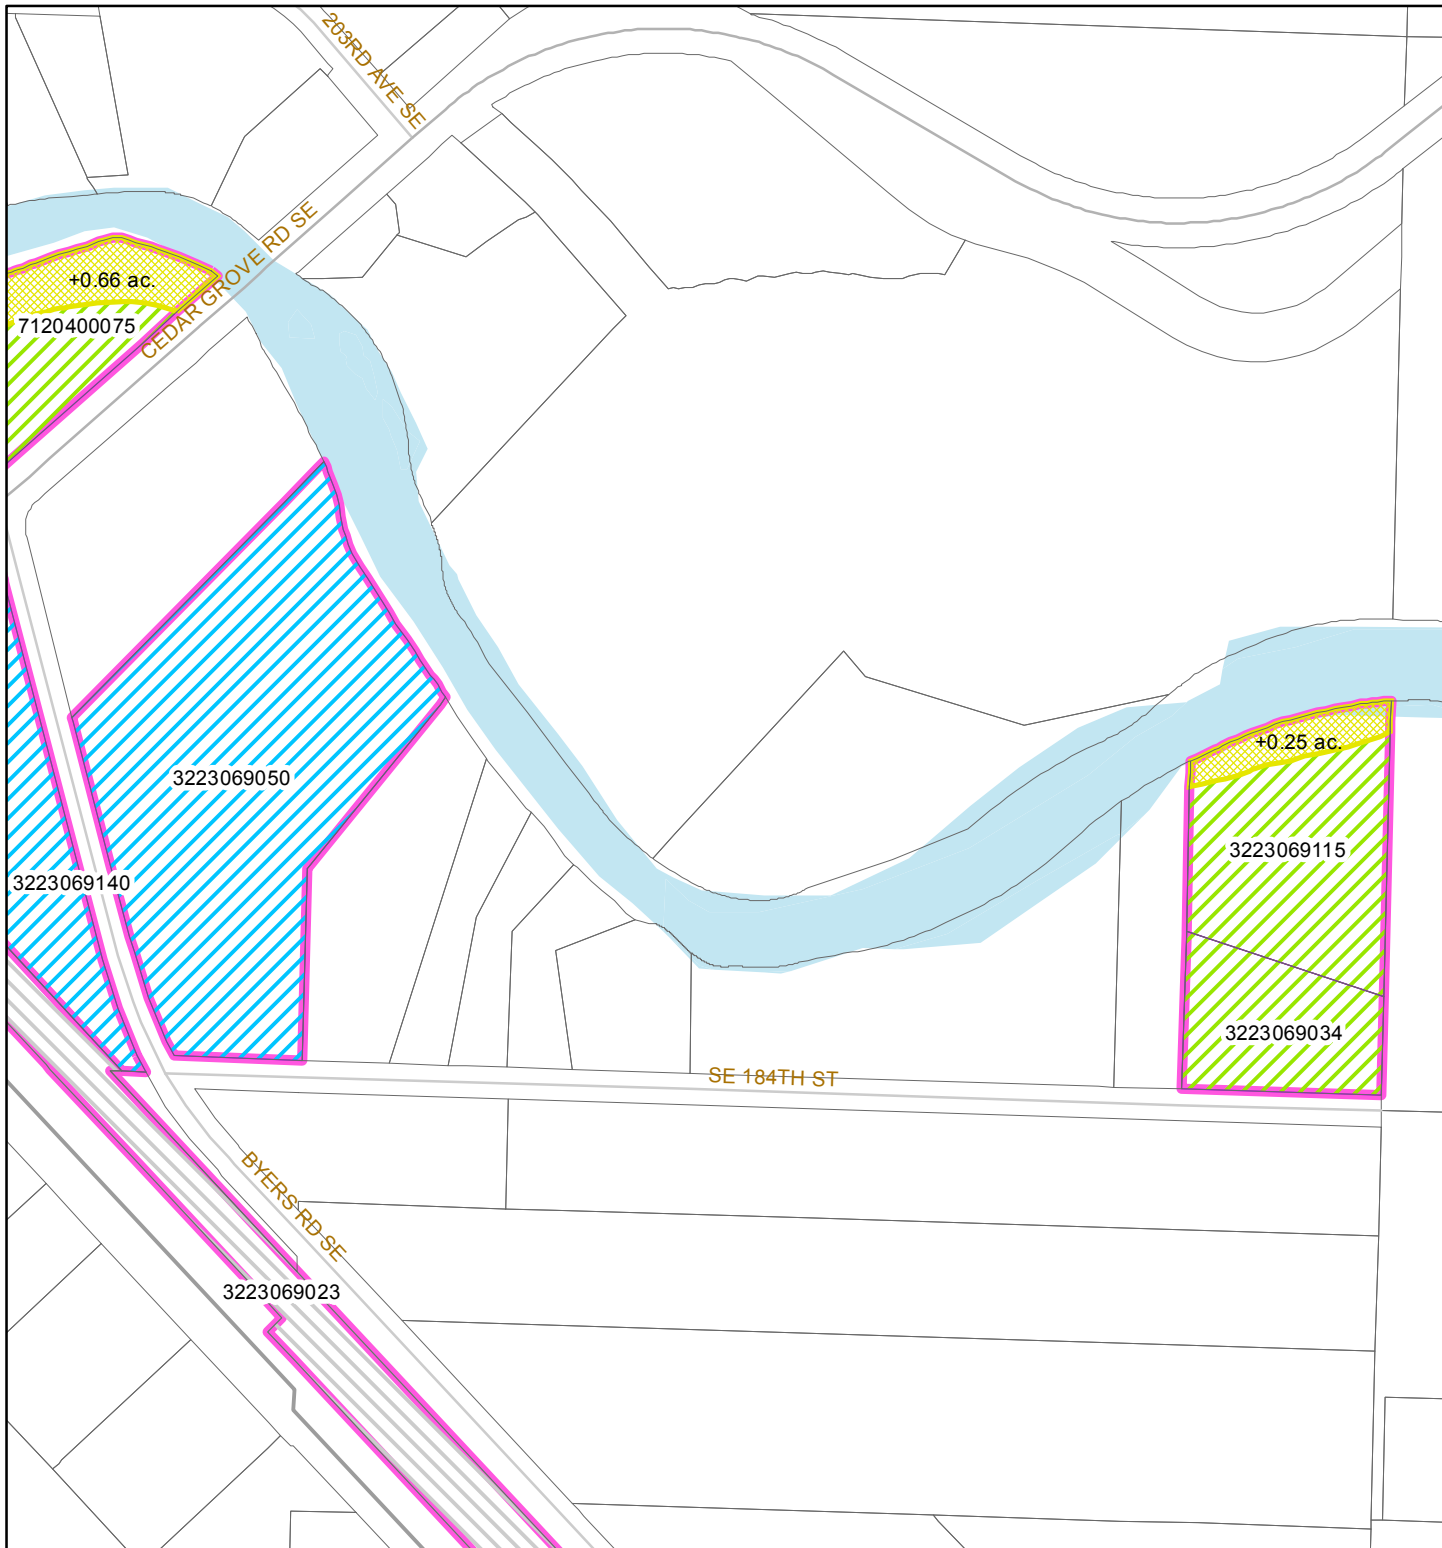 203RD AVE SE
CEDAR GROVE RD SE
+0.66 ac.
7120400075
+0.25 ac.
3223069050
3223069115
3223069140
3223069034
SE 184TH ST
BYERS RD SE
3223069023